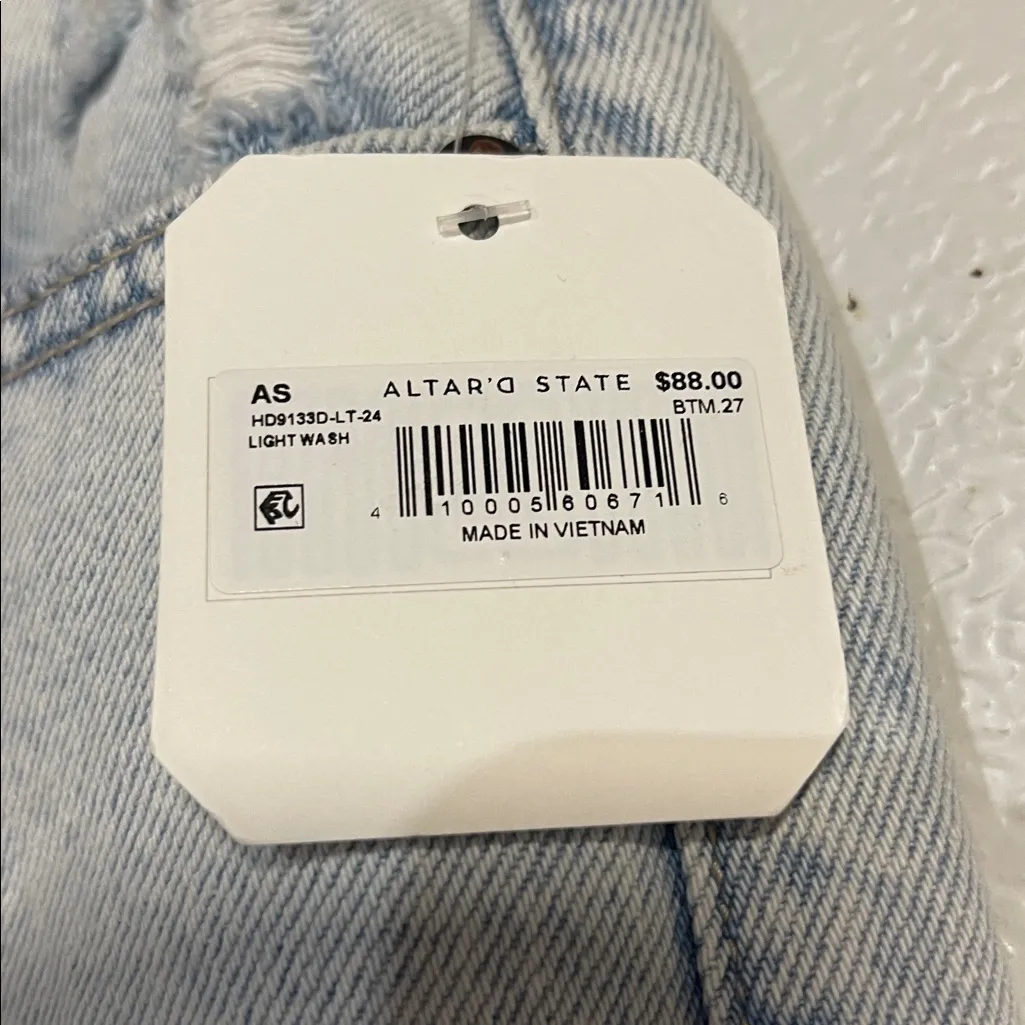 AS ALTAR'D STATE $88.00
HD9133D-LT-24 BTM.27
LIGHT WASH
4 10005 60671 6
MADE IN VIETNAM